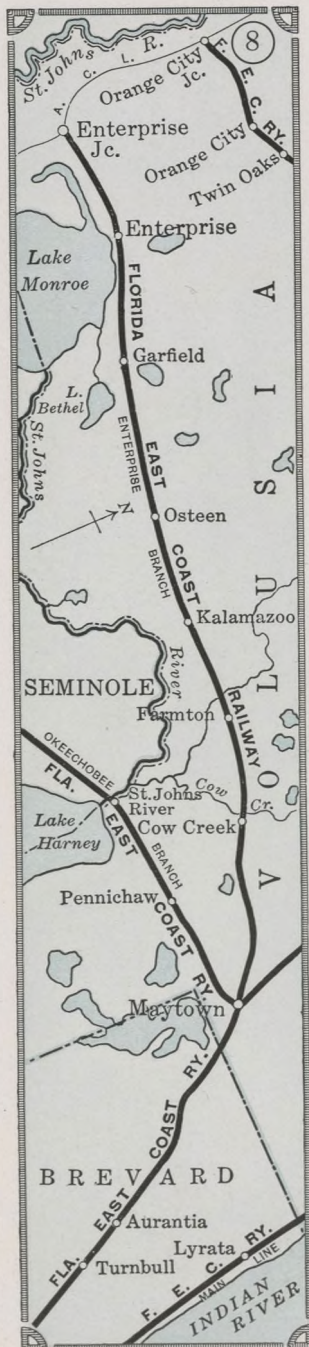 8
St. Johns R.
A. C. L.
Orange City
Jc.
F. E. C. RY.
Enterprise
Jc.
Orange City
Twin Oaks
Enterprise
Lake
Monroe
FLORIDA EAST COAST RAILWAY
Garfield
L.
Bethel
ENTERPRISE BRANCH
St. Johns
N
Osteen
Kalamazoo
River
SEMINOLE
Farmton
VOLUSIA
OKEECHOBEE BRANCH
FLA. EAST COAST RY.
St. Johns
River
Cow Cr.
Lake
Harney
Cow Creek
Pennichaw
Maytown
FLA. EAST COAST RY.
BREVARD
Aurantia
Lyrata
Turnbull
F. E. C. RY.
MAIN LINE
INDIAN
RIVER